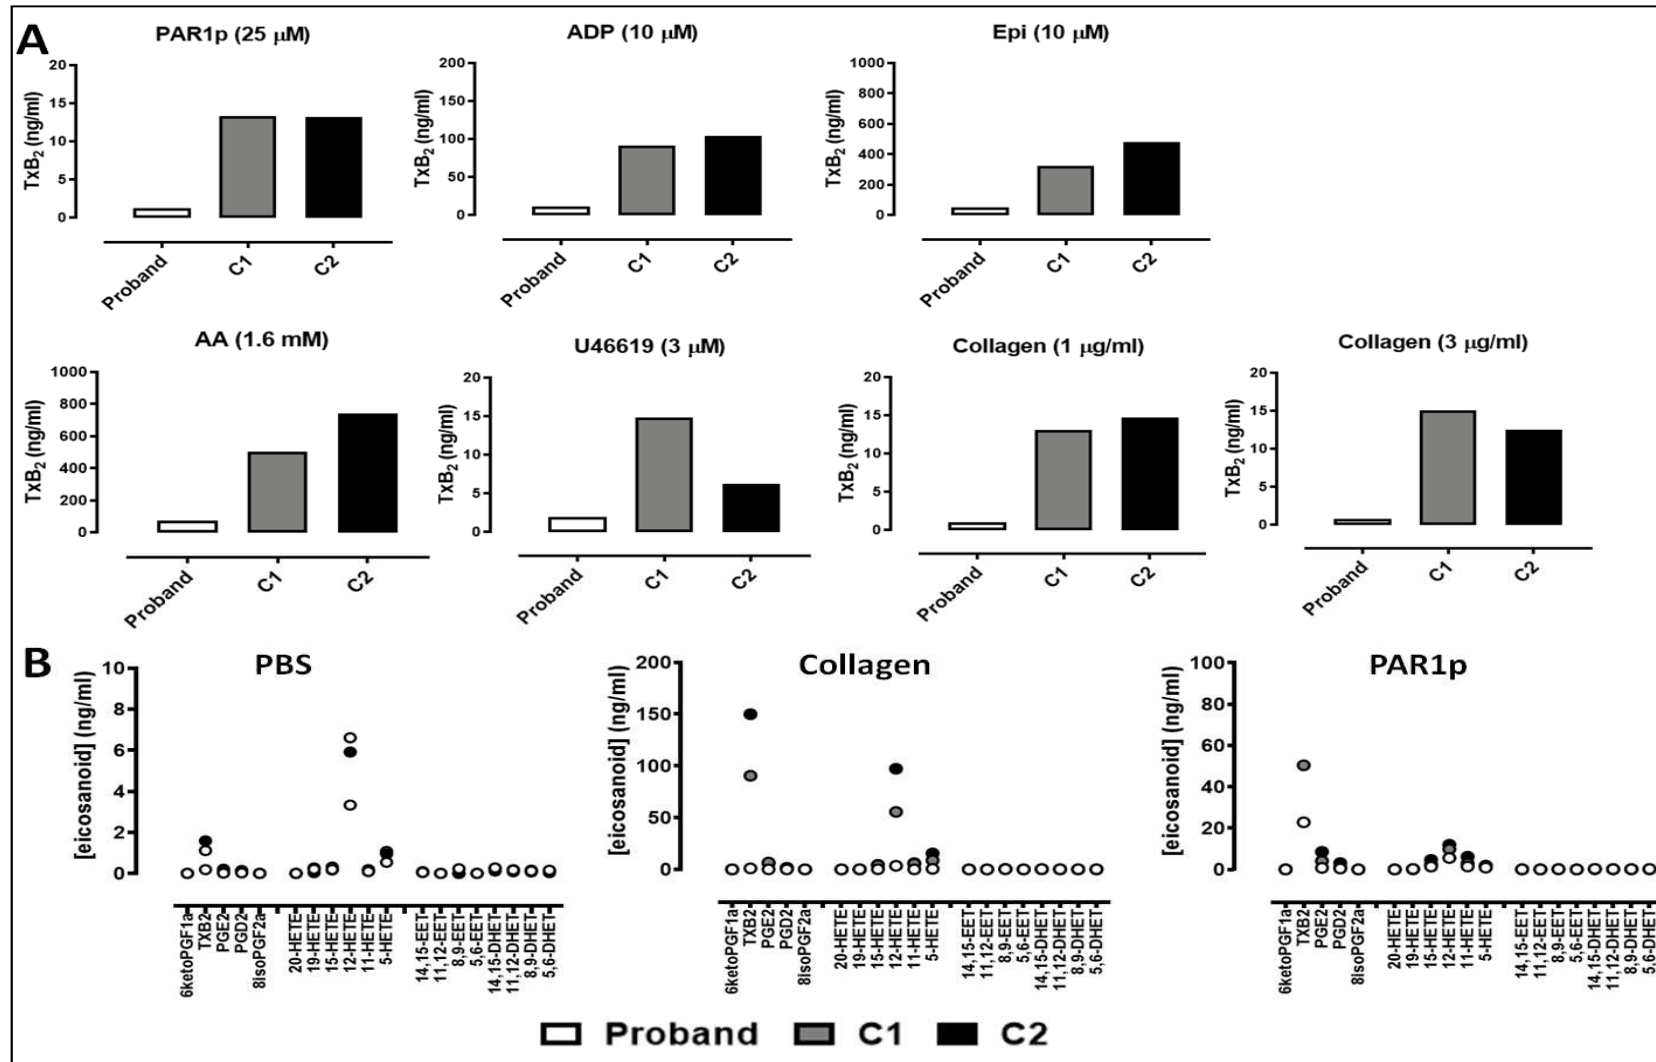 A
PAR1p (25 µM)
TxB2 (ng/ml)
20
15
10
5
0
Proband
C1
C2
ADP (10 µM)
TxB2 (ng/ml)
200
150
100
50
0
Proband
C1
C2
Epi (10 µM)
TxB2 (ng/ml)
1000
800
600
400
200
0
Proband
C1
C2
AA (1.6 mM)
TxB2 (ng/ml)
1000
800
600
400
200
0
Proband
C1
C2
U46619 (3 µM)
TxB2 (ng/ml)
20
15
10
5
0
Proband
C1
C2
Collagen (1 µg/ml)
TxB2 (ng/ml)
20
15
10
5
0
Proband
C1
C2
Collagen (3 µg/ml)
TxB2 (ng/ml)
20
15
10
5
0
Proband
C1
C2
B
PBS
[eicosanoid] (ng/ml)
10
8
6
4
2
0
6ketoPGF1a
TXB2
PGE2
PGD2
8isoPGF2a
20-HETE
19-HETE
15-HETE
12-HETE
11-HETE
5-HETE
14,15-EET
11,12-EET
8,9-EET
5,6-EET
14,15-DHET
11,12-DHET
8,9-DHET
5,6-DHET
Collagen
[eicosanoid] (ng/ml)
200
150
100
50
0
6ketoPGF1a
TXB2
PGE2
PGD2
8isoPGF2a
20-HETE
19-HETE
15-HETE
12-HETE
11-HETE
5-HETE
14,15-EET
11,12-EET
8,9-EET
5,6-EET
14,15-DHET
11,12-DHET
8,9-DHET
5,6-DHET
PAR1p
[eicosanoid] (ng/ml)
100
80
60
40
20
0
6ketoPGF1a
TXB2
PGE2
PGD2
8isoPGF2a
20-HETE
19-HETE
15-HETE
12-HETE
11-HETE
5-HETE
14,15-EET
11,12-EET
8,9-EET
5,6-EET
14,15-DHET
11,12-DHET
8,9-DHET
5,6-DHET
Proband C1 C2